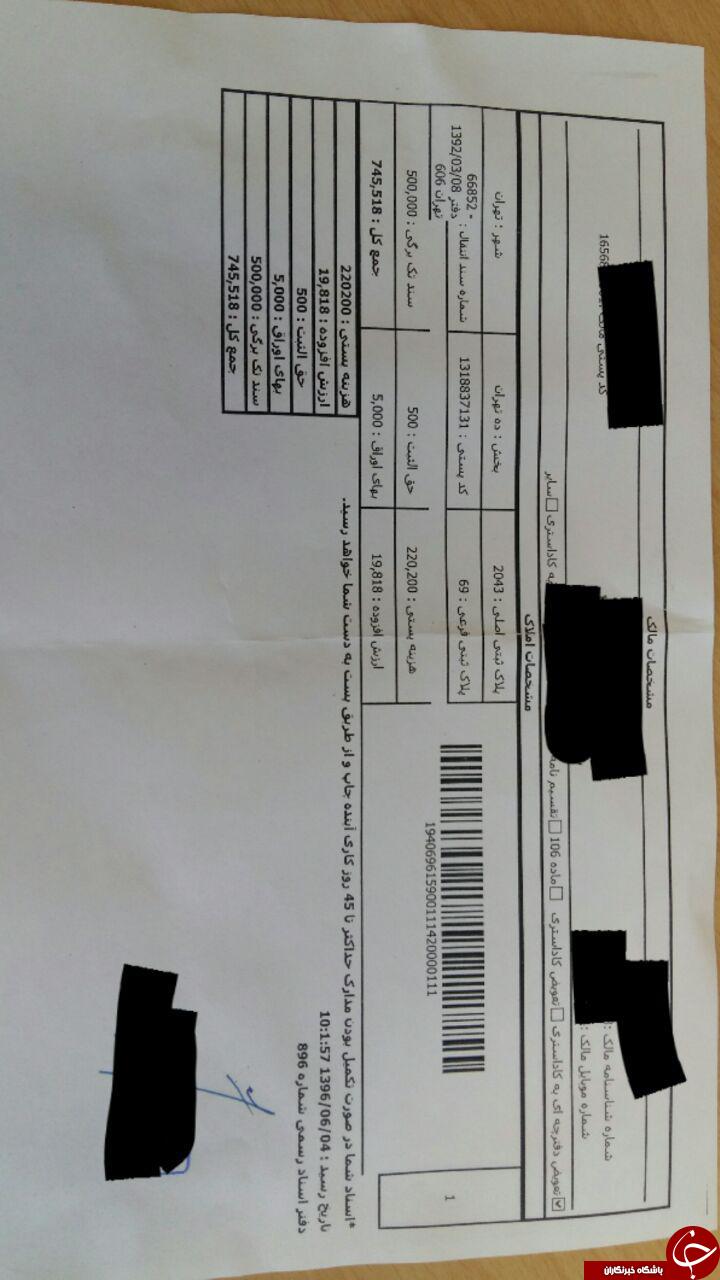 مشخصات مالک
شماره شناسنامه مالک :
شماره موبایل مالک :
کد پستی مالک
تعویض دفترچه ای به کاداستری تعویض کاداستری ماده 106 تقسیم نامه
به کاداستری سایر
مشخصات املاک
شهر : تهران
بخش : ده تهران
پلاک ثبتی اصلی : 2043
شماره سند انتقال : 66852 - 1392/03/08 دفتر 606 تهران
کد پستی : 1318837131
پلاک ثبتی فرعی : 69
سند تک برگی : 500,000
حق الثبت : 500
هزینه پستی : 220,200
جمع کل : 745,518
بهای اوراق : 5,000
ارزش افزوده : 19,818
1940696159001111420000111
1
*اسناد شما در صورت تکمیل بودن مدارک حداکثر تا 45 روز کاری آینده چاپ و از طریق پست به دست شما خواهد رسید.
هزینه پستی : 220200
ارزش افزوده : 19,818
حق الثبت : 500
بهای اوراق : 5,000
سند تک برگی : 500,000
جمع کل : 745,518
تاریخ رسید : 1396/06/04 10:1:57
دفتر اسناد رسمی شماره 896
باشگاه خبرنگاران